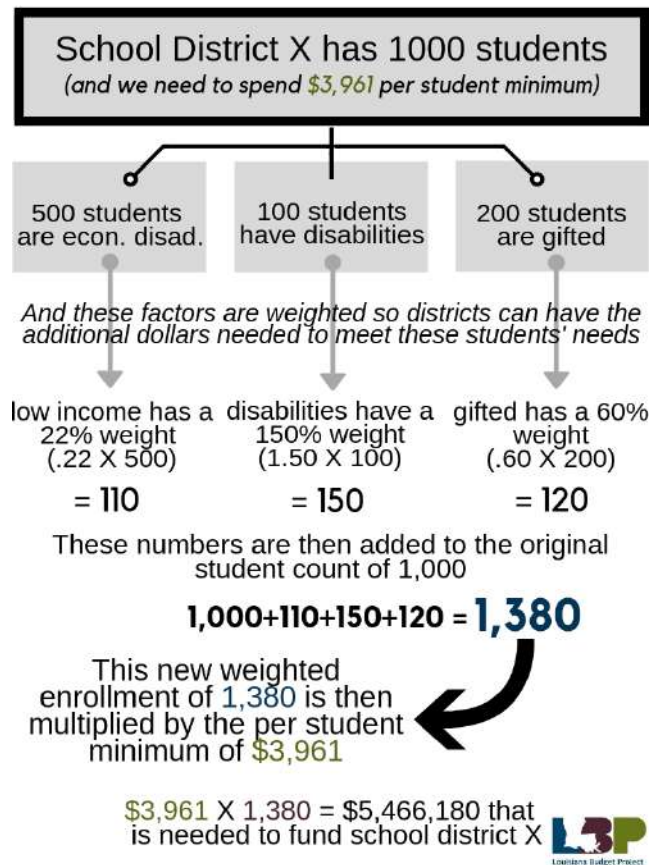 School District X has 1000 students
(and we need to spend $3,961 per student minimum)
500 students
are econ. disad.
100 students
have disabilities
200 students
are gifted
And these factors are weighted so districts can have the
additional dollars needed to meet these students' needs
low income has a
22% weight
(.22 X 500)
= 110
disabilities have a
150% weight
(1.50 X 100)
= 150
gifted has a 60%
weight
(.60 X 200)
= 120
These numbers are then added to the original
student count of 1,000
1,000+110+150+120 = 1,380
This new weighted
enrollment of 1,380 is then
multiplied by the per student
minimum of $3,961
$3,961 X 1,380 = $5,466,180 that
is needed to fund school district X
LBP
Louisiana Budget Project